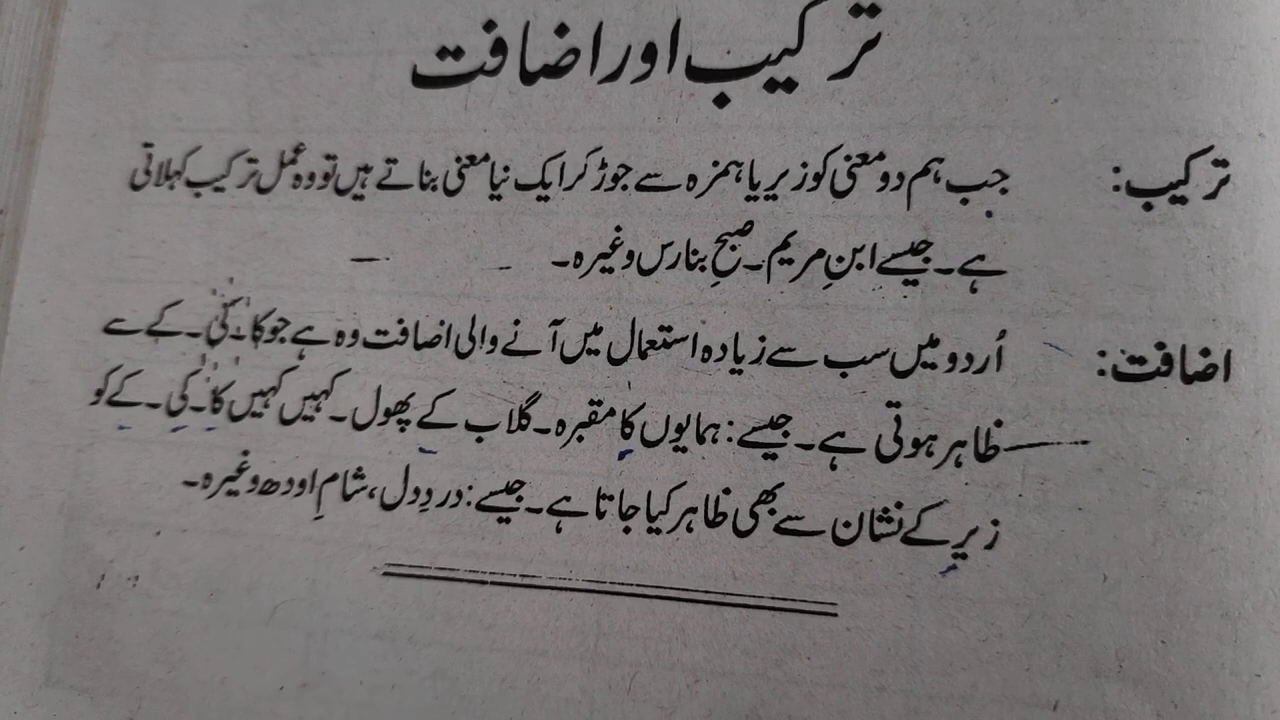 ترکیب اور اضافت
ترکیب: جب ہم دو معنی کو زیر یا ہمزہ سے جوڑ کر ایک نیا معنی بناتے ہیں تو وہ عمل ترکیب کہلاتی
ہے۔ جیسے ابنِ مریم۔ صبحِ بنارس وغیرہ۔
اضافت: اُردو میں سب سے زیادہ استعمال میں آنے والی اضافت وہ ہے جو کا۔ کی۔ کے سے
ظاہر ہوتی ہے۔ جیسے: ہمایوں کا مقبرہ۔ گلاب کے پھول۔ کہیں کہیں کا۔ کی۔ کے کو
زیر کے نشان سے بھی ظاہر کیا جاتا ہے۔ جیسے: دردِ دل، شامِ اودھ وغیرہ۔